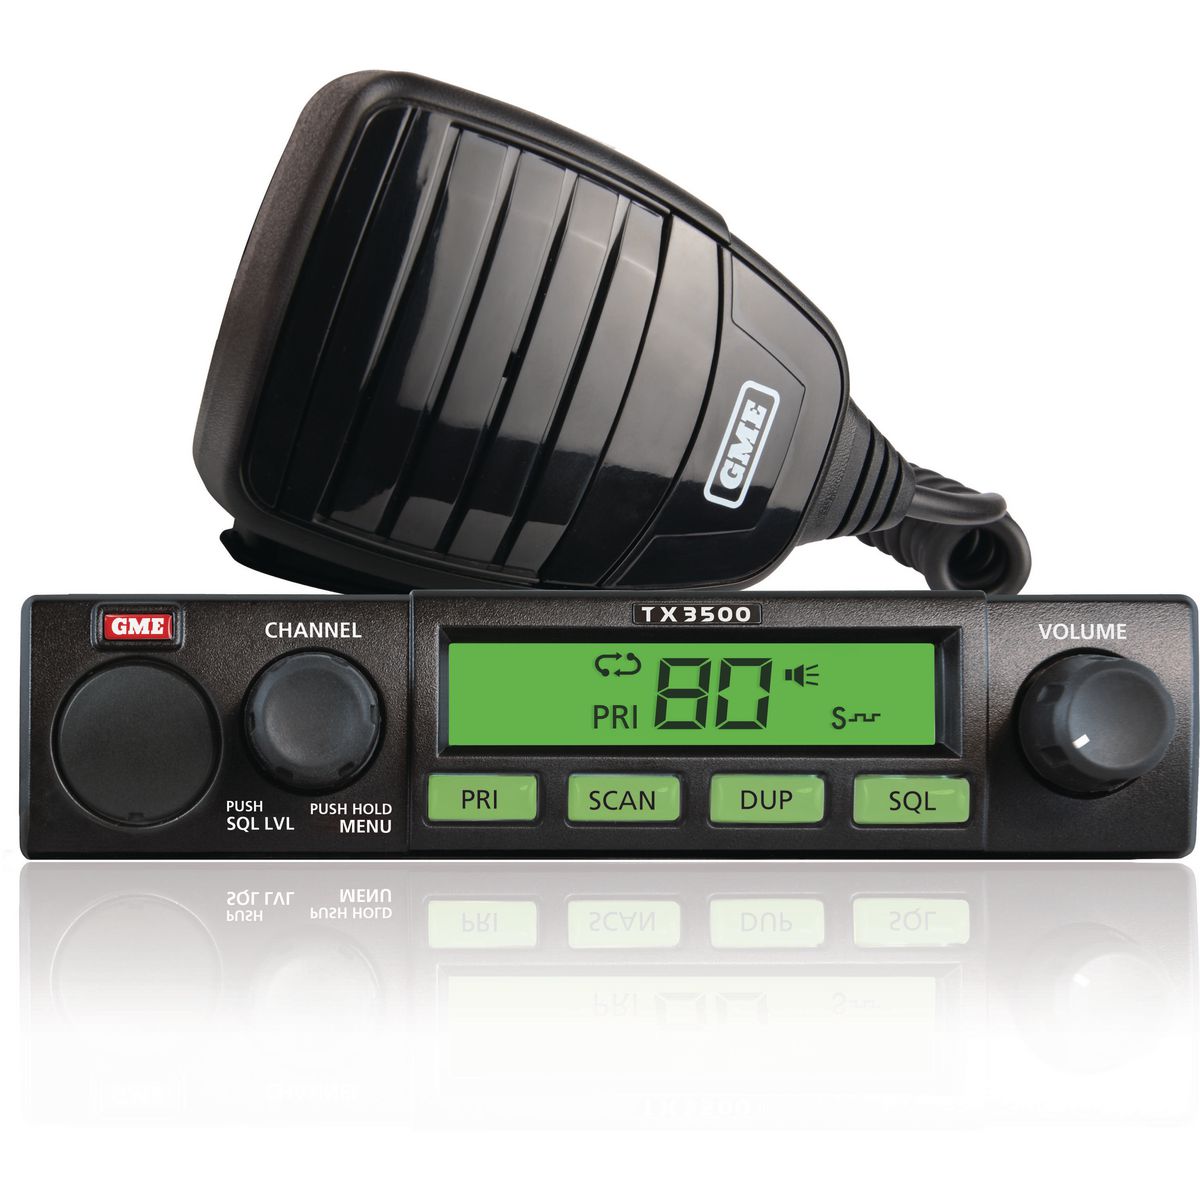 GME
GME
TX3500
CHANNEL
VOLUME
80
PRI
S
PRI
SCAN
DUP
SQL
PUSH
SQL LVL
PUSH HOLD
MENU